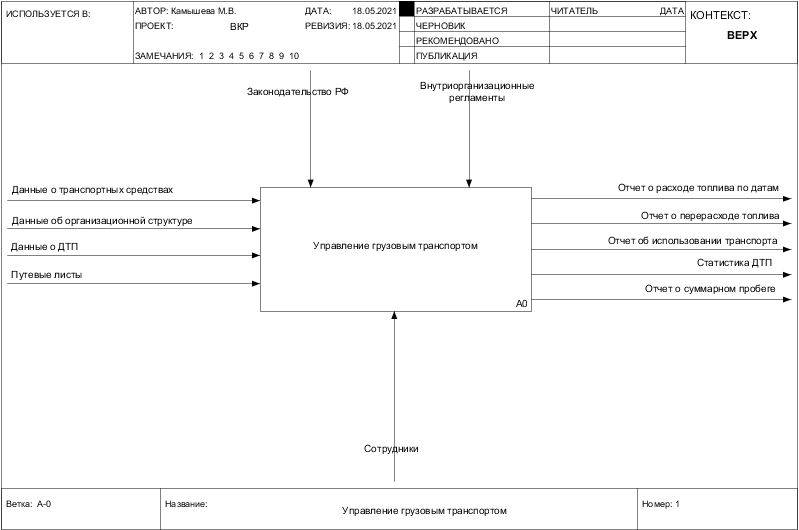 ИСПОЛЬЗУЕТСЯ В:
АВТОР: Камышева М.В.
ДАТА: 18.05.2021
РАЗРАБАТЫВАЕТСЯ
ЧИТАТЕЛЬ
ДАТА
КОНТЕКСТ:
ПРОЕКТ: ВКР
РЕВИЗИЯ: 18.05.2021
ЧЕРНОВИК
ВЕРХ
РЕКОМЕНДОВАНО
ЗАМЕЧАНИЯ: 1 2 3 4 5 6 7 8 9 10
ПУБЛИКАЦИЯ
Законодательство РФ
Внутриорганизационные
регламенты
Данные о транспортных средствах
Данные об организационной структуре
Данные о ДТП
Путевые листы
Управление грузовым транспортом
A0
Отчет о расходе топлива по датам
Отчет о перерасходе топлива
Отчет об использовании транспорта
Статистика ДТП
Отчет о суммарном пробеге
Сотрудники
Ветка: A-0
Название:
Управление грузовым транспортом
Номер: 1